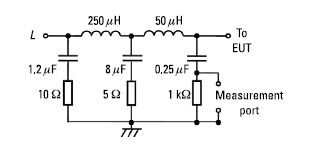 250 μH
50 μH
L
To
EUT
1.2 μF
8 μF
0.25 μF
10 Ω
5 Ω
1 kΩ
Measurement
port